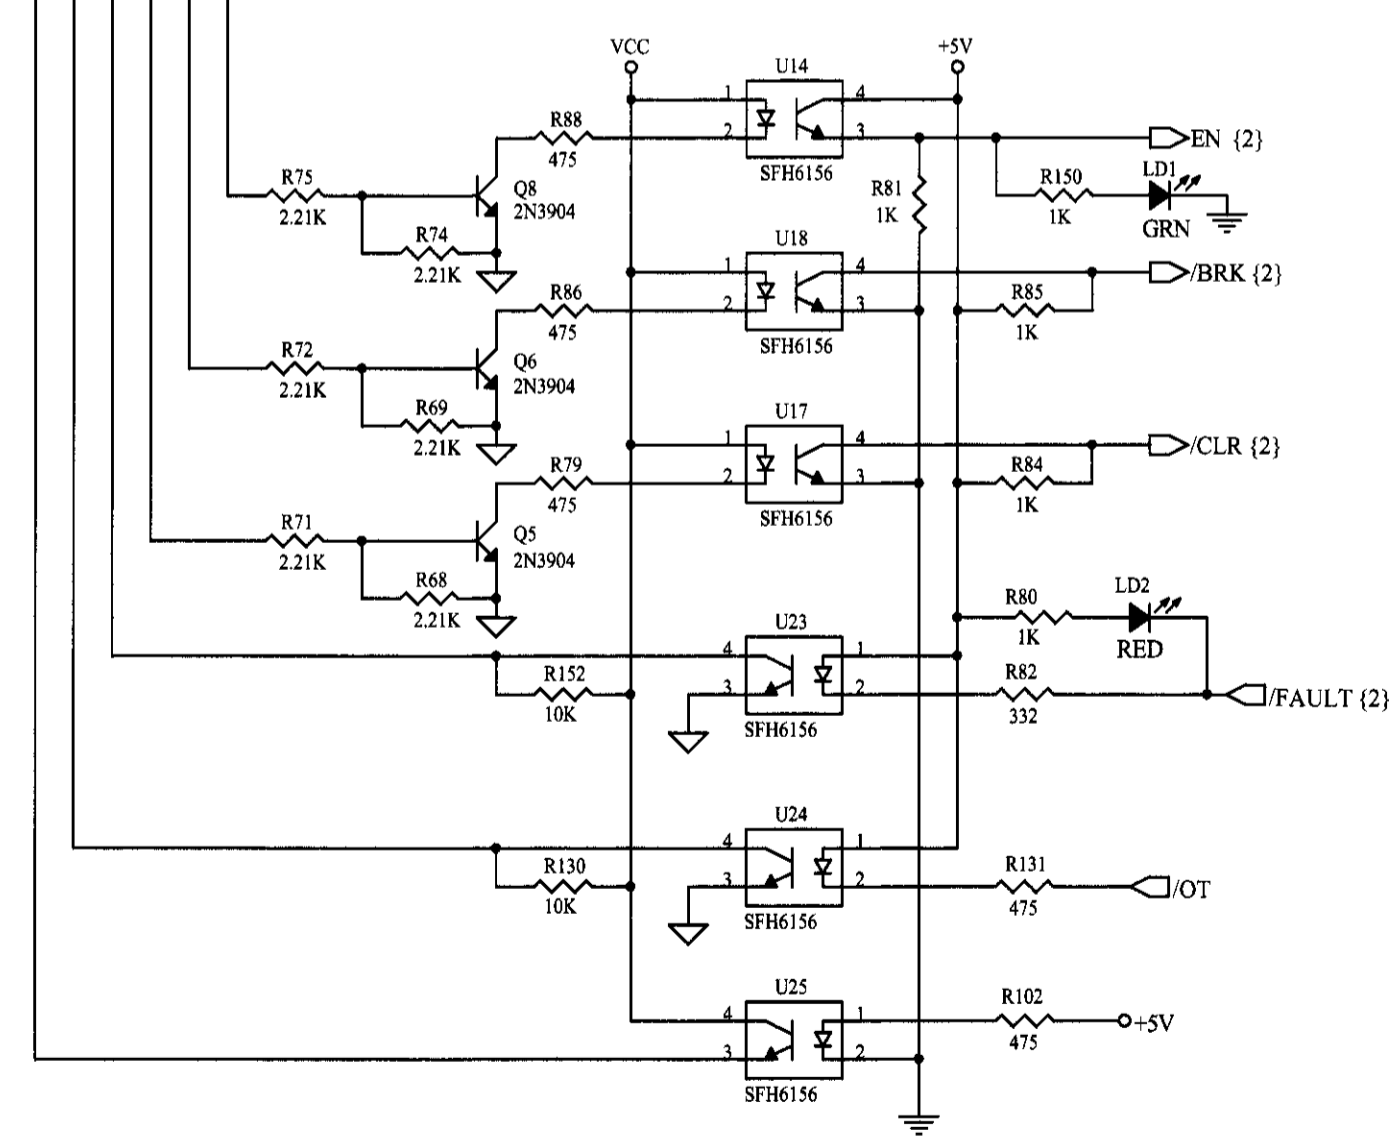 VCC
+5V
U14
1
4
2
3
SFH6156
R88
475
EN {2}
R75
2.21K
Q8
2N3904
R74
2.21K
R81
1K
R150
1K
LD1
GRN
U18
1
4
2
3
SFH6156
/BRK {2}
R86
475
R85
1K
R72
2.21K
Q6
2N3904
R69
2.21K
U17
1
4
2
3
SFH6156
/CLR {2}
R79
475
R84
1K
R71
2.21K
Q5
2N3904
R68
2.21K
LD2
RED
R80
1K
U23
4
1
3
2
SFH6156
R152
10K
R82
332
/FAULT {2}
U24
4
1
3
2
SFH6156
R130
10K
R131
475
/OT
U25
4
1
3
2
SFH6156
R102
475
+5V